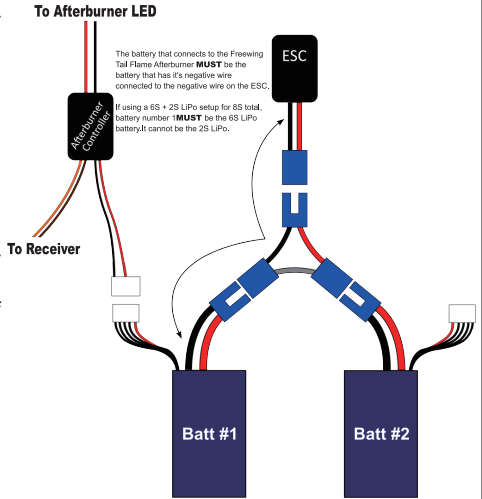 To Afterburner LED
The battery that connects to the Freewing
Tail Flame Afterburner MUST be the
battery that has it's negative wire
connected to the negative wire on the ESC.
If using a 6S + 2S LiPo setup for 8S total,
battery number 1MUST be the 6S LiPo
battery.It cannot be the 2S LiPo.
ESC
Afterburner
Controller
To Receiver
Batt #1
Batt #2